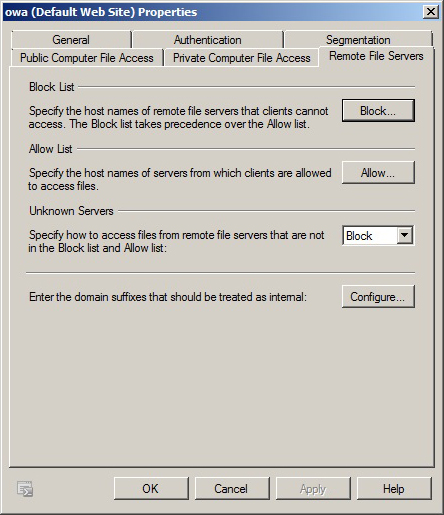 owa (Default Web Site) Properties
General Authentication Segmentation
Public Computer File Access Private Computer File Access Remote File Servers
Block List
Specify the host names of remote file servers that clients cannot
access. The Block list takes precedence over the Allow list.
Block...
Allow List
Specify the host names of servers from which clients are allowed
to access files.
Allow...
Unknown Servers
Specify how to access files from remote file servers that are not
in the Block list and Allow list:
Block
Enter the domain suffixes that should be treated as internal:
Configure...
OK Cancel Apply Help